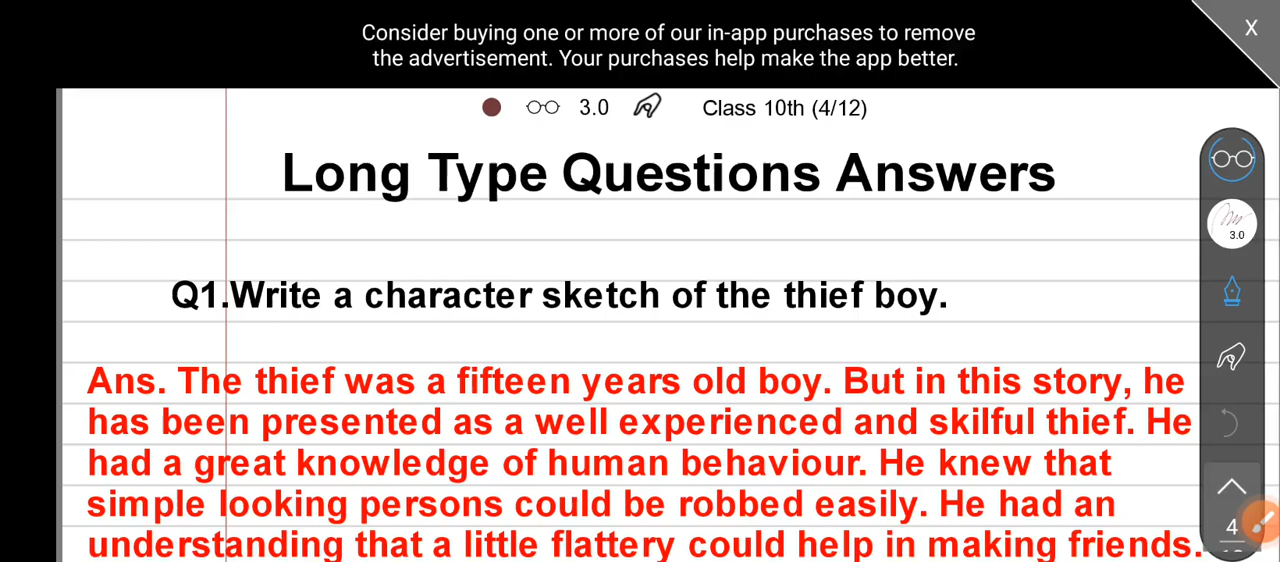 Consider buying one or more of our in-app purchases to remove
the advertisement. Your purchases help make the app better.
X
3.0 Class 10th (4/12)
Long Type Questions Answers
3.0
Q1.Write a character sketch of the thief boy.
Ans. The thief was a fifteen years old boy. But in this story, he
has been presented as a well experienced and skilful thief. He
had a great knowledge of human behaviour. He knew that
simple looking persons could be robbed easily. He had an
understanding that a little flattery could help in making friends.
4